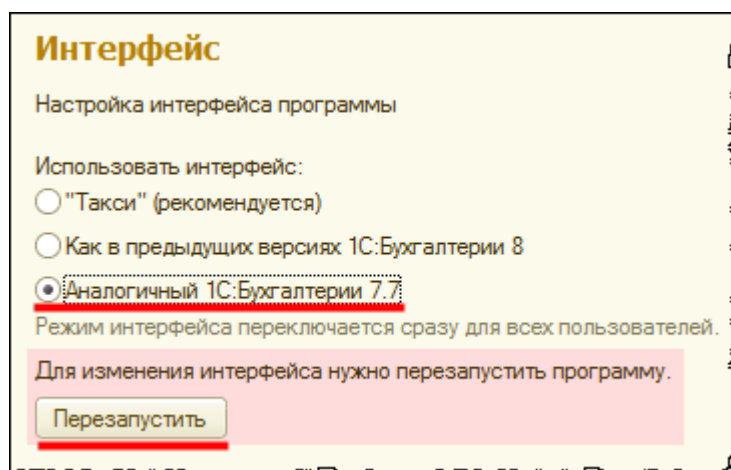 Интерфейс
Настройка интерфейса программы
Использовать интерфейс:
"Такси" (рекомендуется)
Как в предыдущих версиях 1С:Бухгалтерии 8
Аналогичный 1С:Бухгалтерии 7.7
Режим интерфейса переключается сразу для всех пользователей.
Для изменения интерфейса нужно перезапустить программу.
Перезапустить